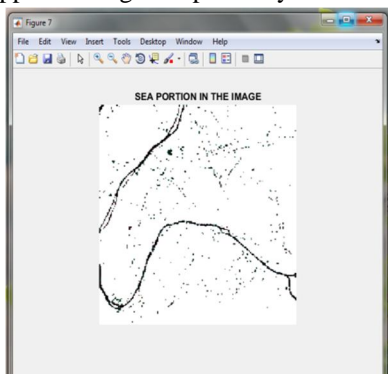 Figure 7
File Edit View Insert Tools Desktop Window Help
SEA PORTION IN THE IMAGE